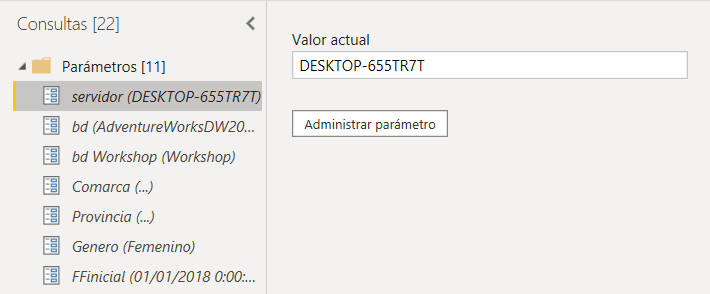 Consultas [22]
Parámetros [11]
servidor (DESKTOP-655TR7T)
bd (AdventureWorksDW20...
bd Workshop (Workshop)
Comarca (...)
Provincia (...)
Genero (Femenino)
FFinicial (01/01/2018 0:00:...
Valor actual
DESKTOP-655TR7T
Administrar parámetro